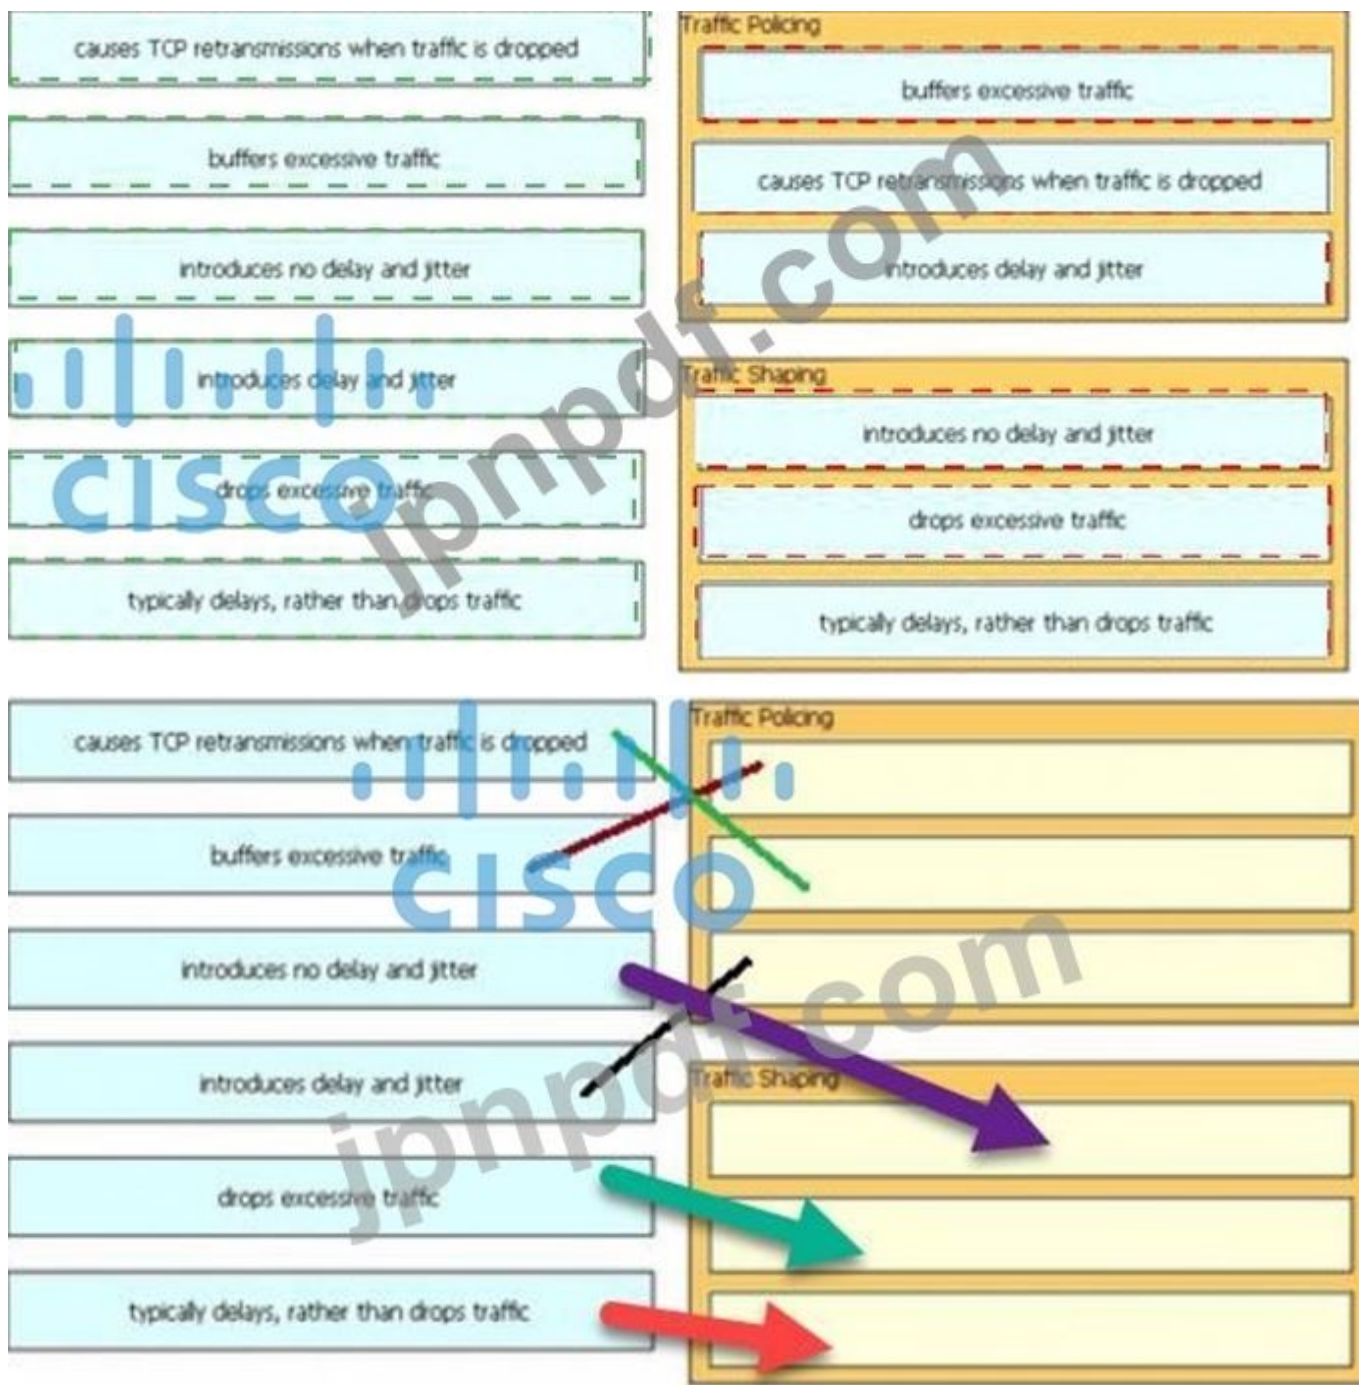 causes TCP retransmissions when traffic is dropped
buffers excessive traffic
introduces no delay and jitter
introduces delay and jitter
drops excessive traffic
typically delays, rather than drops traffic
Traffic Policing
buffers excessive traffic
causes TCP retransmissions when traffic is dropped
introduces delay and jitter
Traffic Shaping
introduces no delay and jitter
drops excessive traffic
typically delays, rather than drops traffic
CISCO
jpnpdf.com
causes TCP retransmissions when traffic is dropped
buffers excessive traffic
introduces no delay and jitter
introduces delay and jitter
drops excessive traffic
typically delays, rather than drops traffic
Traffic Policing
Traffic Shaping
CISCO
jpnpdf.com